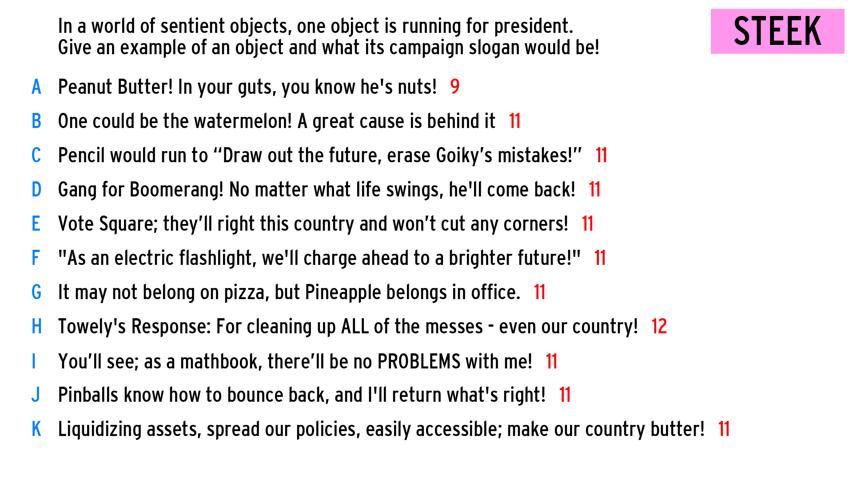 In a world of sentient objects, one object is running for president.
Give an example of an object and what its campaign slogan would be!
STEEK
A Peanut Butter! In your guts, you know he's nuts! 9
B One could be the watermelon! A great cause is behind it 11
C Pencil would run to “Draw out the future, erase Goiky’s mistakes!” 11
D Gang for Boomerang! No matter what life swings, he'll come back! 11
E Vote Square; they’ll right this country and won’t cut any corners! 11
F "As an electric flashlight, we'll charge ahead to a brighter future!" 11
G It may not belong on pizza, but Pineapple belongs in office. 11
H Towely's Response: For cleaning up ALL of the messes - even our country! 12
I You’ll see; as a mathbook, there’ll be no PROBLEMS with me! 11
J Pinballs know how to bounce back, and I'll return what's right! 11
K Liquidizing assets, spread our policies, easily accessible; make our country butter! 11